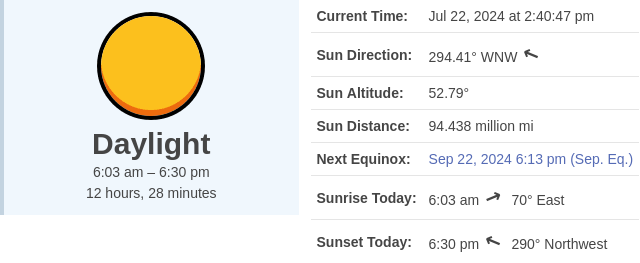 Daylight
6:03 am – 6:30 pm
12 hours, 28 minutes
Current Time: Jul 22, 2024 at 2:40:47 pm
Sun Direction: 294.41° WNW ↑
Sun Altitude: 52.79°
Sun Distance: 94.438 million mi
Next Equinox: Sep 22, 2024 6:13 pm (Sep. Eq.)
Sunrise Today: 6:03 am ↑ 70° East
Sunset Today: 6:30 pm ↑ 290° Northwest